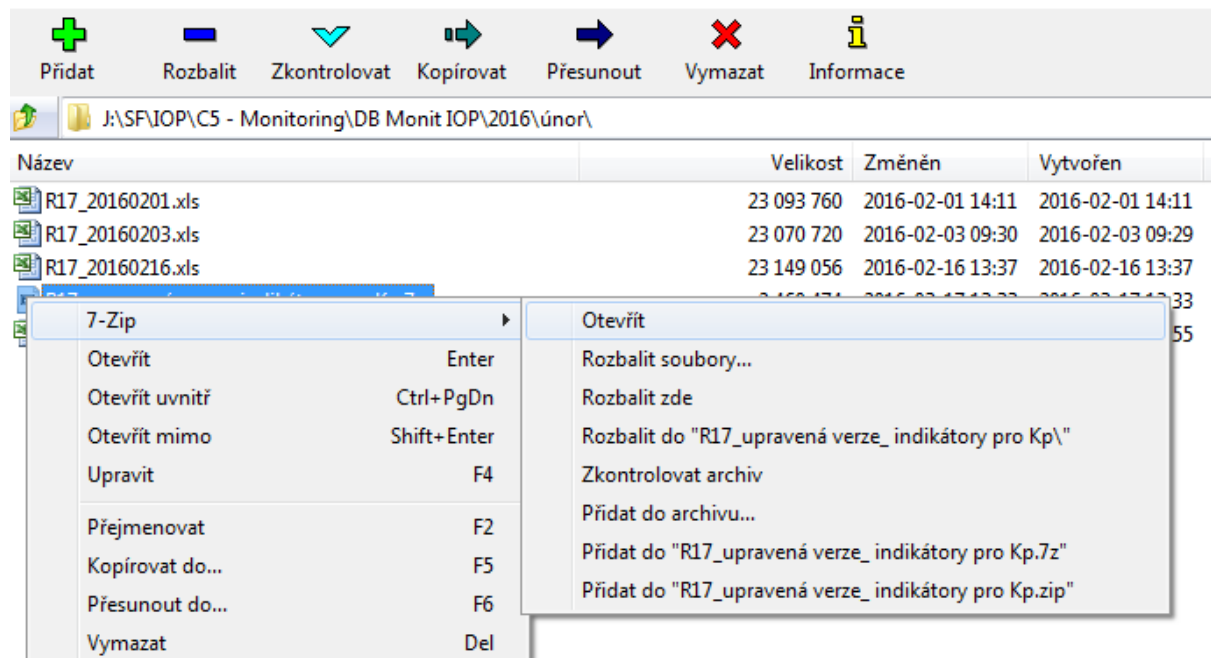 Přidat Rozbalit Zkontrolovat Kopírovat Přesunout Vymazat Informace
J:\SF\IOP\C5 - Monitoring\DB Monit IOP\2016\únor\
Název Velikost Změněn Vytvořen
R17_20160201.xls 23 093 760 2016-02-01 14:11 2016-02-01 14:11
R17_20160203.xls 23 070 720 2016-02-03 09:30 2016-02-03 09:29
R17_20160216.xls 23 149 056 2016-02-16 13:37 2016-02-16 13:37
33
55
7-Zip
Otevřít Enter
Otevřít uvnitř Ctrl+PgDn
Otevřít mimo Shift+Enter
Upravit F4
Přejmenovat F2
Kopírovat do... F5
Přesunout do... F6
Vymazat Del
Otevřít
Rozbalit soubory...
Rozbalit zde
Rozbalit do "R17_upravená verze_ indikátory pro Kp\"
Zkontrolovat archiv
Přidat do archivu...
Přidat do "R17_upravená verze_ indikátory pro Kp.7z"
Přidat do "R17_upravená verze_ indikátory pro Kp.zip"